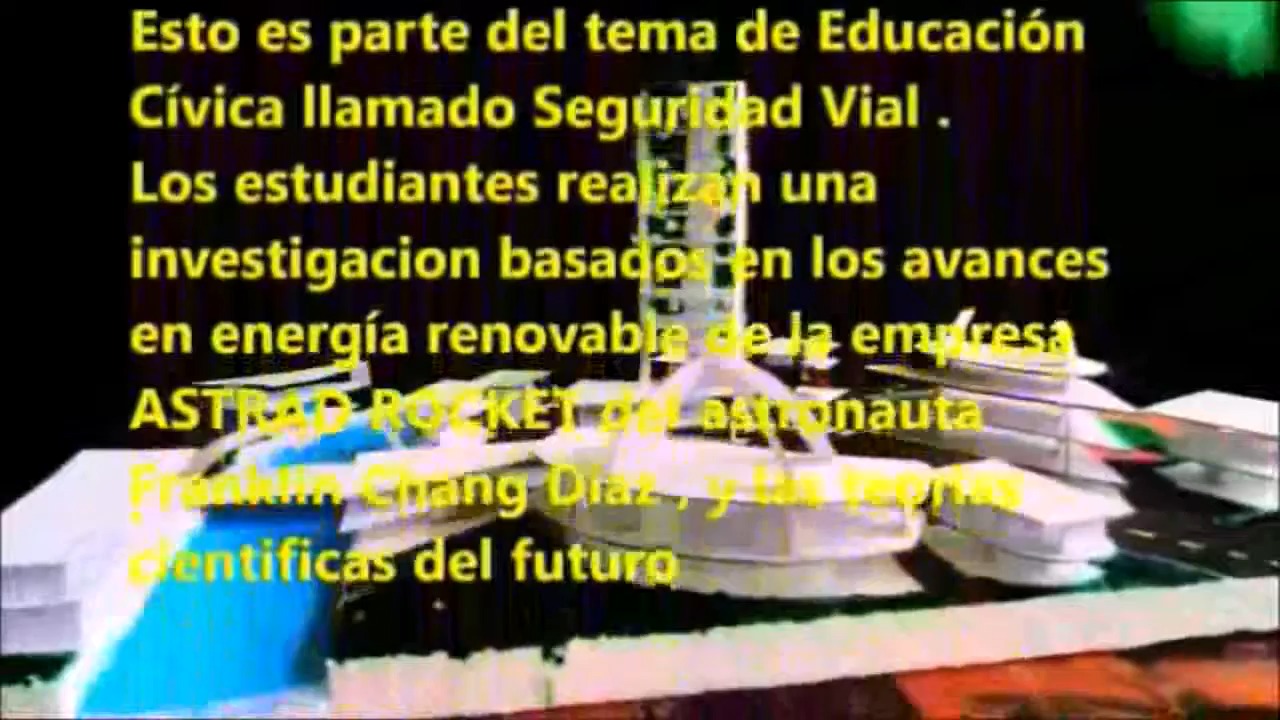 Esto es parte del tema de Educación
Cívica llamado Seguridad Vial .
Los estudiantes realizan una
investigacion basados en los avances
en energía renovable de la empresa
ASTRAD ROCKET del astronauta
Franklin Chang Díaz , y las teorias
cientificas del futuro